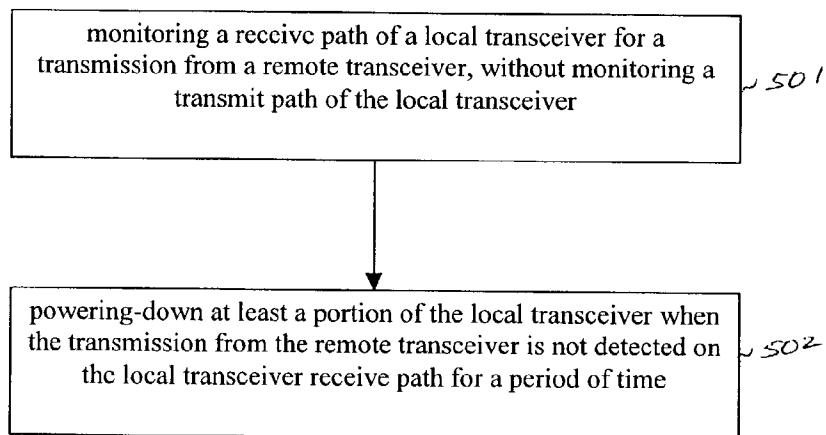 monitoring a receive path of a local transceiver for a
transmission from a remote transceiver, without monitoring a
transmit path of the local transceiver
~ 501
powering-down at least a portion of the local transceiver when
the transmission from the remote transceiver is not detected on
the local transceiver receive path for a period of time
~ 502